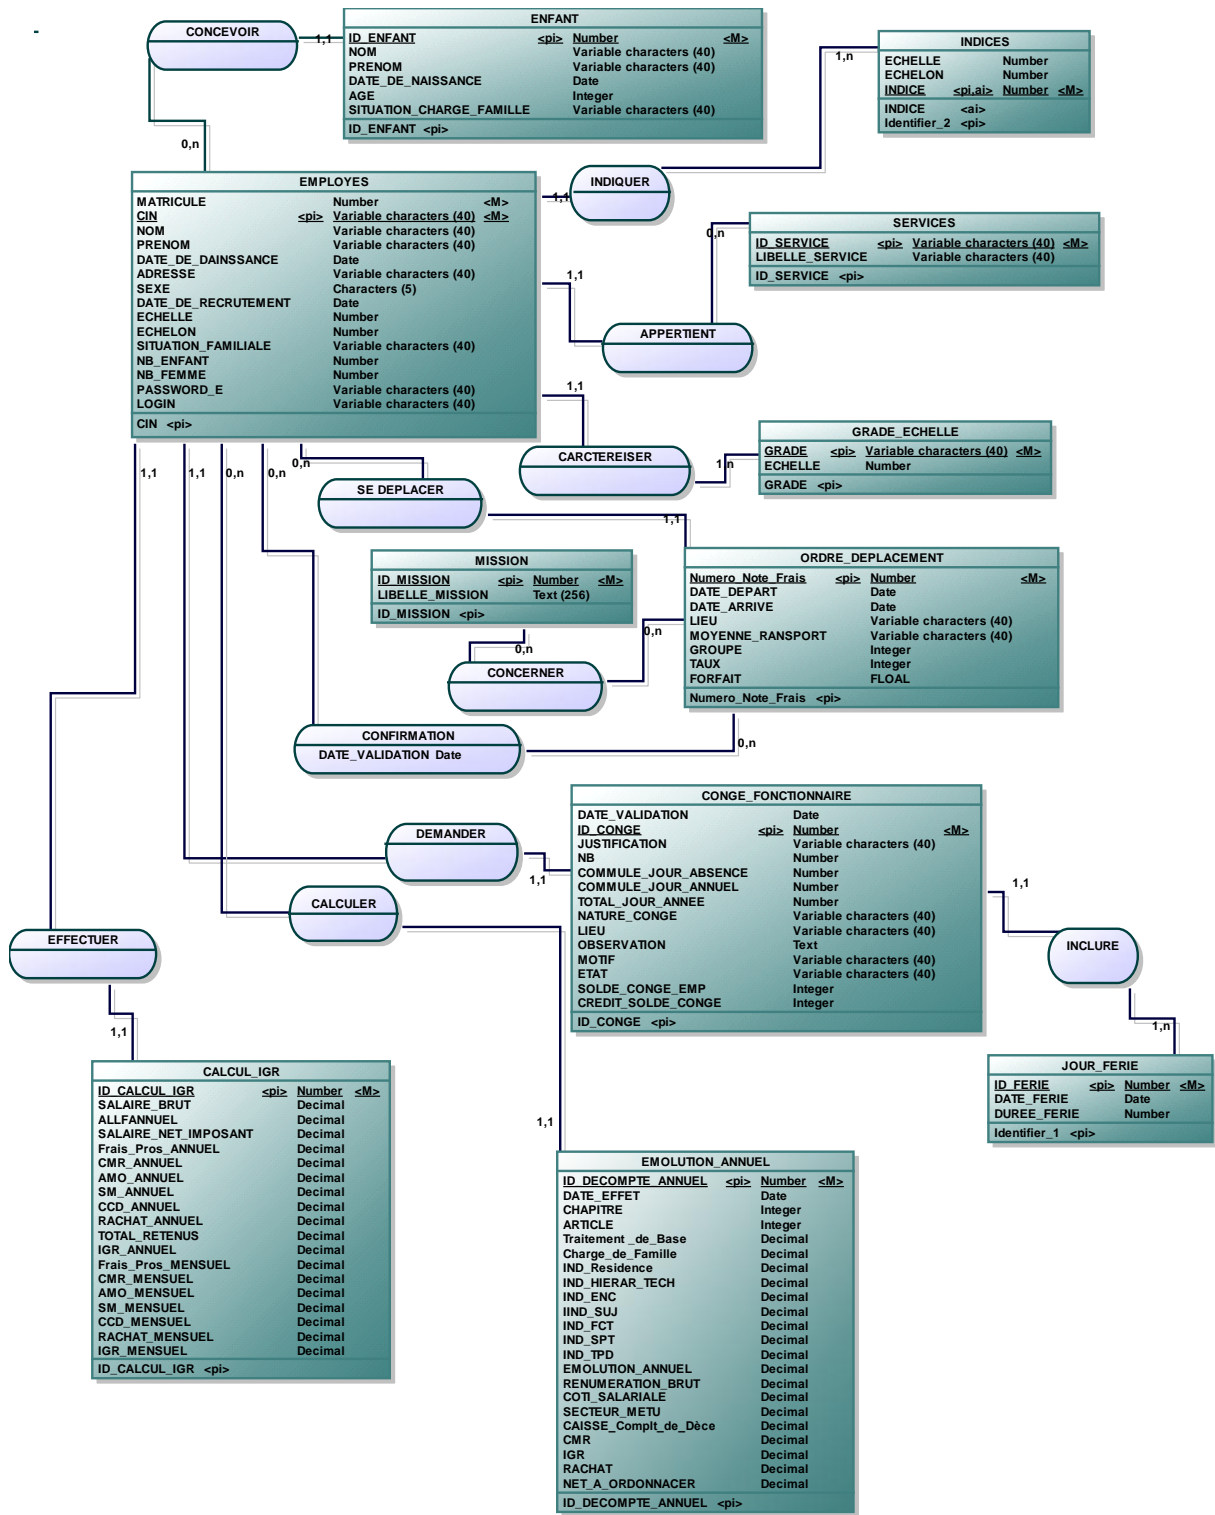 -
CONCEVOIR
1,1
0,n
ENFANT
ID_ENFANT <pi> Number <M>
NOM Variable characters (40)
PRENOM Variable characters (40)
DATE_DE_NAISSANCE Date
AGE Integer
SITUATION_CHARGE_FAMILLE Variable characters (40)
ID_ENFANT <pi>
INDICES
ECHELLE Number
ECHELON Number
INDICE <pi,ai> Number <M>
INDICE <ai>
Identifier_2 <pi>
1,n
INDIQUER
1,1
EMPLOYES
MATRICULE Number <M>
CIN <pi> Variable characters (40) <M>
NOM Variable characters (40)
PRENOM Variable characters (40)
DATE_DE_DAINSSANCE Date
ADRESSE Variable characters (40)
SEXE Characters (5)
DATE_DE_RECRUTEMENT Date
ECHELLE Number
ECHELON Number
SITUATION_FAMILIALE Variable characters (40)
NB_ENFANT Number
NB_FEMME Number
PASSWORD_E Variable characters (40)
LOGIN Variable characters (40)
CIN <pi>
SERVICES
ID_SERVICE <pi> Variable characters (40) <M>
LIBELLE_SERVICE Variable characters (40)
ID_SERVICE <pi>
0,n
1,1
APPERTIENT
1,1
CARCTEREISER
1,n
GRADE_ECHELLE
GRADE <pi> Variable characters (40) <M>
ECHELLE Number
GRADE <pi>
1,1
1,1
0,n
0,n
0,n
SE DEPLACER
1,1
MISSION
ID_MISSION <pi> Number <M>
LIBELLE_MISSION Text (256)
ID_MISSION <pi>
ORDRE_DEPLACEMENT
Numero_Note_Frais <pi> Number <M>
DATE_DEPART Date
DATE_ARRIVE Date
LIEU Variable characters (40)
MOYENNE_RANSPORT Variable characters (40)
GROUPE Integer
TAUX Integer
FORFAIT FLOAL
Numero_Note_Frais <pi>
0,n
0,n
CONCERNER
CONFIRMATION
DATE_VALIDATION Date
0,n
CONGE_FONCTIONNAIRE
DATE_VALIDATION Date
ID_CONGE <pi> Number <M>
JUSTIFICATION Variable characters (40)
NB Number
COMMULE_JOUR_ABSENCE Number
COMMULE_JOUR_ANNUEL Number
TOTAL_JOUR_ANNEE Number
NATURE_CONGE Variable characters (40)
LIEU Variable characters (40)
OBSERVATION Text
MOTIF Variable characters (40)
ETAT Variable characters (40)
SOLDE_CONGE_EMP Integer
CREDIT_SOLDE_CONGE Integer
ID_CONGE <pi>
DEMANDER
1,1
CALCULER
1,1
EFFECTUER
1,1
1,1
INCLURE
1,n
JOUR_FERIE
ID_FERIE <pi> Number <M>
DATE_FERIE Date
DUREE_FERIE Number
Identifier_1 <pi>
CALCUL_IGR
ID_CALCUL_IGR <pi> Number <M>
SALAIRE_BRUT Decimal
ALLFANNUEL Decimal
SALAIRE_NET_IMPOSANT Decimal
Frais_Pros_ANNUEL Decimal
CMR_ANNUEL Decimal
AMO_ANNUEL Decimal
SM_ANNUEL Decimal
CCD_ANNUEL Decimal
RACHAT_ANNUEL Decimal
TOTAL_RETENUS Decimal
IGR_ANNUEL Decimal
Frais_Pros_MENSUEL Decimal
CMR_MENSUEL Decimal
AMO_MENSUEL Decimal
SM_MENSUEL Decimal
CCD_MENSUEL Decimal
RACHAT_MENSUEL Decimal
IGR_MENSUEL Decimal
ID_CALCUL_IGR <pi>
EMOLUTION_ANNUEL
ID_DECOMPTE_ANNUEL <pi> Number <M>
DATE_EFFET Date
CHAPITRE Integer
ARTICLE Integer
Traitement _de_Base Decimal
Charge_de_Famille Decimal
IND_Residence Decimal
IND_HIERAR_TECH Decimal
IND_ENC Decimal
IIND_SUJ Decimal
IND_FCT Decimal
IND_SPT Decimal
IND_TPD Decimal
EMOLUTION_ANNUEL Decimal
RENUMERATION_BRUT Decimal
COTI_SALARIALE Decimal
SECTEUR_METU Decimal
CAISSE_Complt_de_Dèce Decimal
CMR Decimal
IGR Decimal
RACHAT Decimal
NET_A_ORDONNACER Decimal
ID_DECOMPTE_ANNUEL <pi>